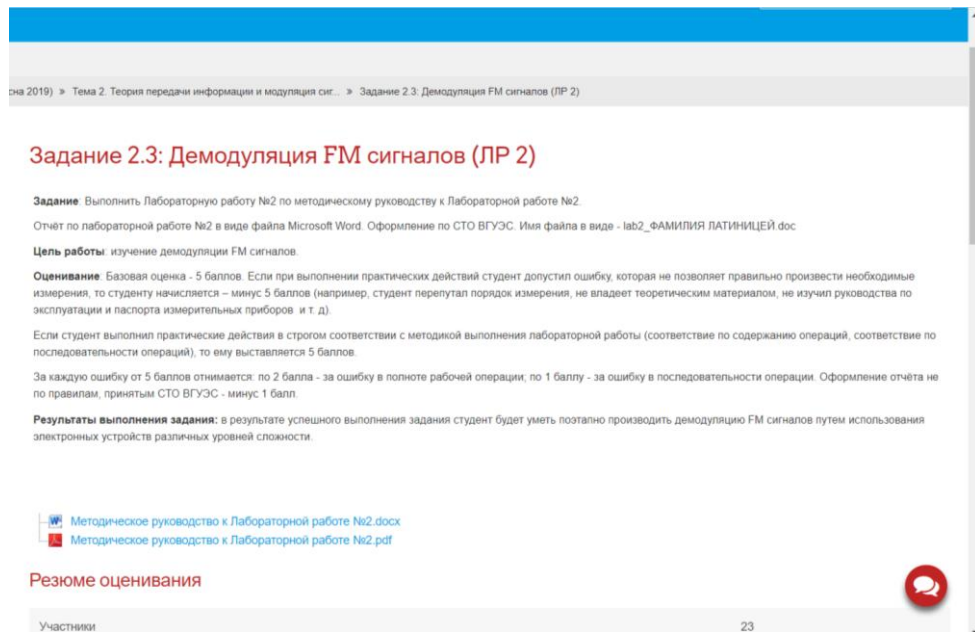 сна 2019) » Тема 2. Теория передачи информации и модуляция сиг... » Задание 2.3: Демодуляция FM сигналов (ЛР 2)
Задание 2.3: Демодуляция FM сигналов (ЛР 2)
Задание: Выполнить Лабораторную работу №2 по методическому руководству к Лабораторной работе №2.
Отчёт по лабораторной работе №2 в виде файла Microsoft Word. Оформление по СТО ВГУЭС. Имя файла в виде - lab2_ФАМИЛИЯ ЛАТИНИЦЕЙ.doc
Цель работы: изучение демодуляции FM сигналов.
Оценивание: Базовая оценка - 5 баллов. Если при выполнении практических действий студент допустил ошибку, которая не позволяет правильно произвести необходимые
измерения, то студенту начисляется – минус 5 баллов (например, студент перепутал порядок измерения, не владеет теоретическим материалом, не изучил руководства по
эксплуатации и паспорта измерительных приборов и т. д).
Если студент выполнил практические действия в строгом соответствии с методикой выполнения лабораторной работы (соответствие по содержанию операций, соответствие по
последовательности операций), то ему выставляется 5 баллов.
За каждую ошибку от 5 баллов отнимается: по 2 балла - за ошибку в полноте рабочей операции; по 1 баллу - за ошибку в последовательности операции. Оформление отчёта не
по правилам, принятым СТО ВГУЭС - минус 1 балл.
Результаты выполнения задания: в результате успешного выполнения задания студент будет уметь поэтапно производить демодуляцию FM сигналов путем использования
электронных устройств различных уровней сложности.
Методическое руководство к Лабораторной работе №2.docx
Методическое руководство к Лабораторной работе №2.pdf
Резюме оценивания
Участники 23